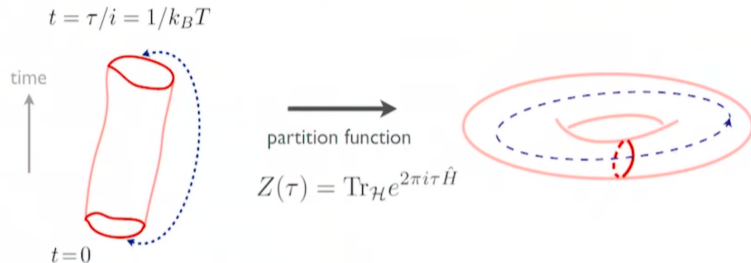 t = τ/i = 1/k_BT
time
t=0
partition function
Z(τ) = Tr_ℋ e^{2πiτĤ}